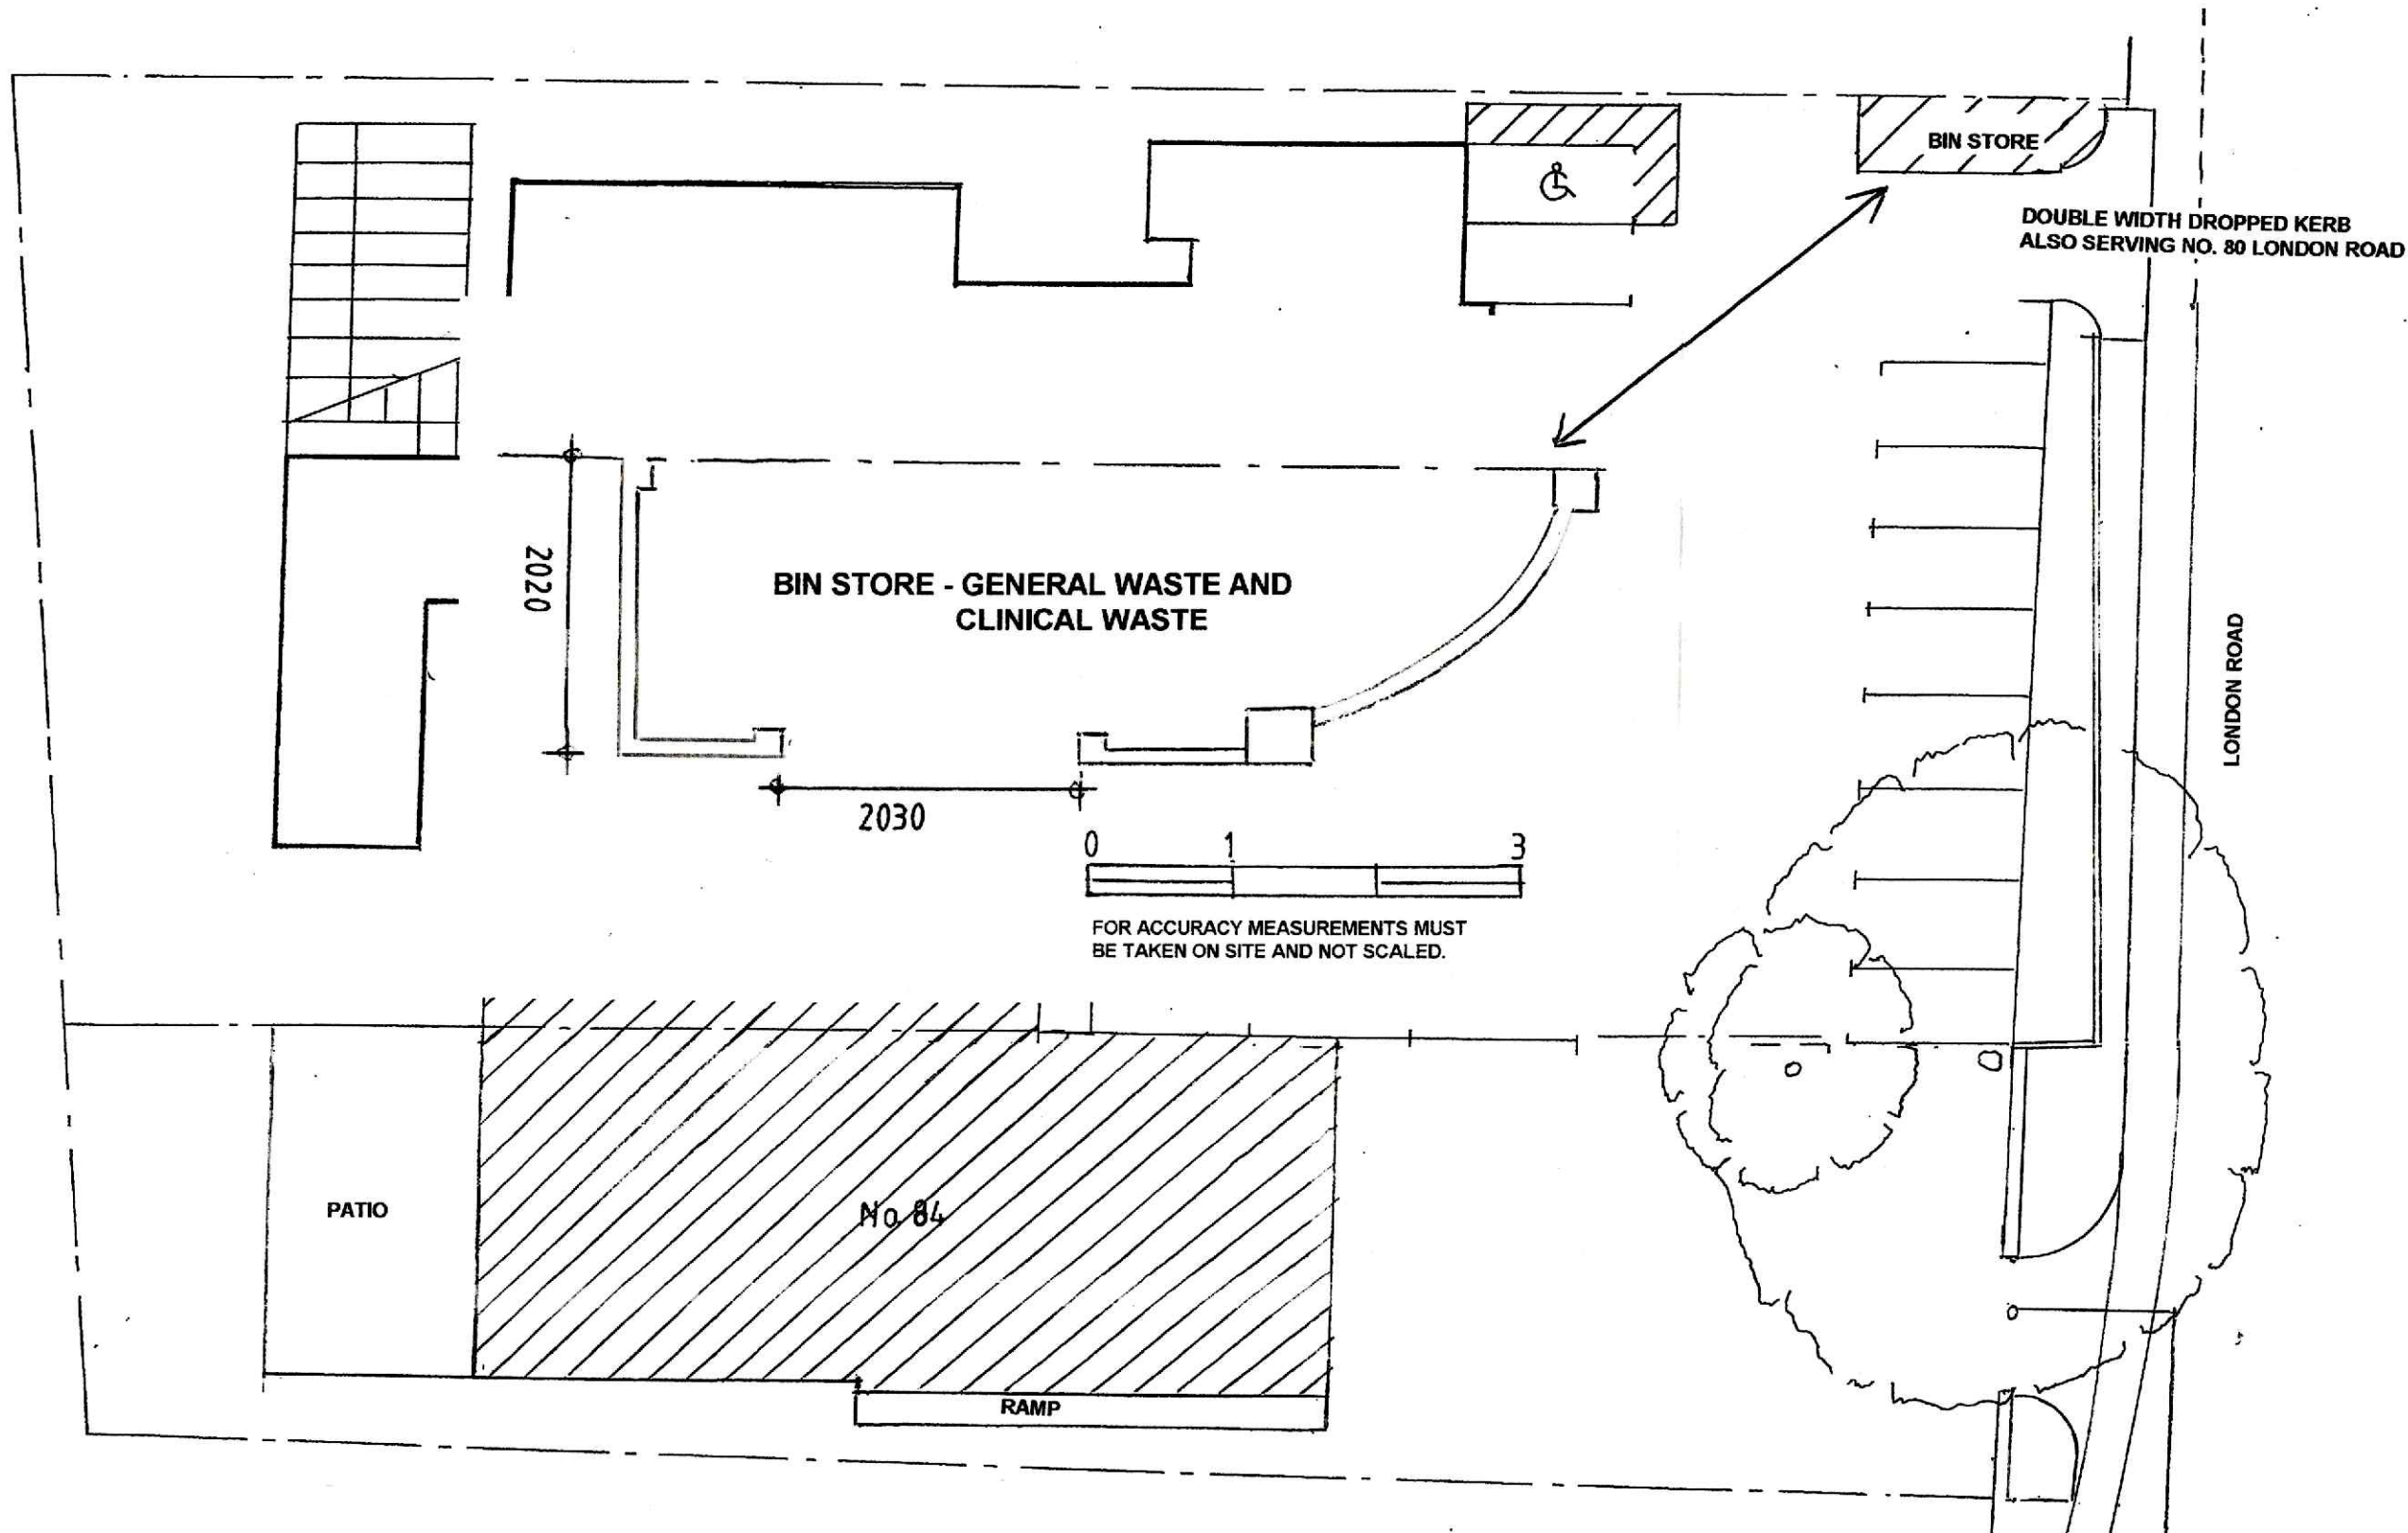 BIN STORE
DOUBLE WIDTH DROPPED KERB
ALSO SERVING NO. 80 LONDON ROAD
2020
BIN STORE - GENERAL WASTE AND
CLINICAL WASTE
LONDON ROAD
2030
0 1 3
FOR ACCURACY MEASUREMENTS MUST
BE TAKEN ON SITE AND NOT SCALED.
PATIO
No 84
RAMP